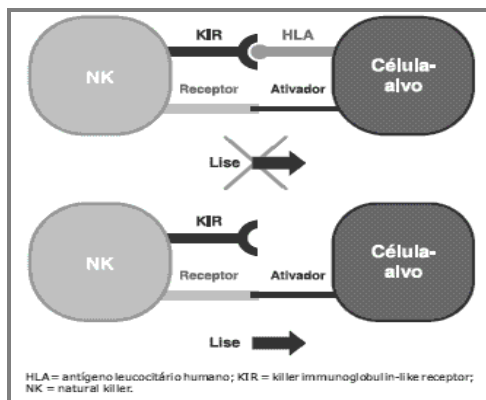 KIR HLA
NK
Célula-
alvo
Receptor Ativador
Lise
KIR
NK
Célula-
alvo
Receptor Ativador
Lise
HLA = antígeno leucocitário humano; KIR = killer immunoglobulin-like receptor;
NK = natural killer.